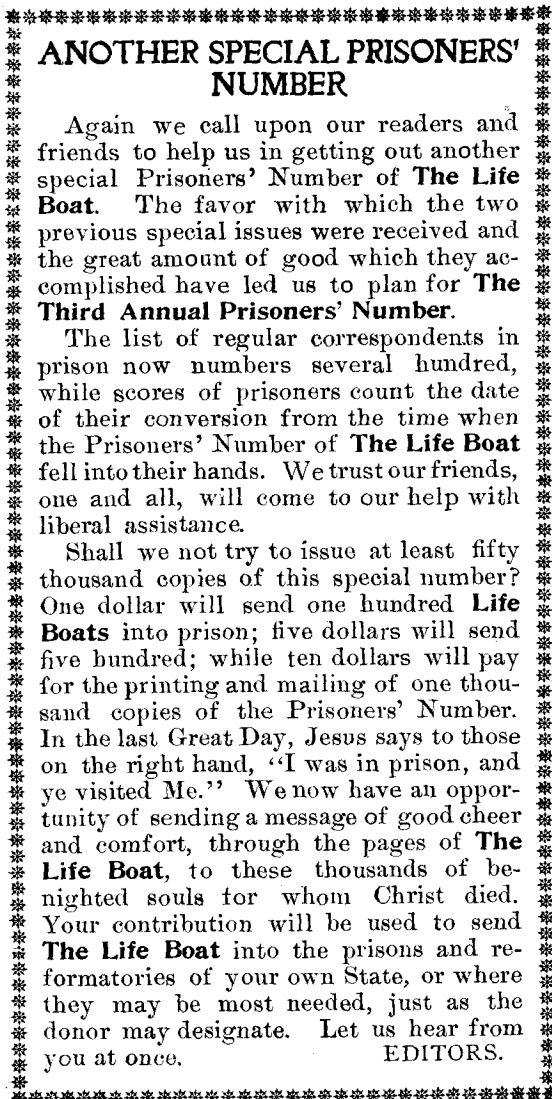 ANOTHER SPECIAL PRISONERS'
NUMBER
Again we call upon our readers and
friends to help us in getting out another
special Prisoners' Number of The Life
Boat. The favor with which the two
previous special issues were received and
the great amount of good which they ac-
complished have led us to plan for The
Third Annual Prisoners' Number.
The list of regular correspondents in
prison now numbers several hundred,
while scores of prisoners count the date
of their conversion from the time when
the Prisoners' Number of The Life Boat
fell into their hands. We trust our friends,
one and all, will come to our help with
liberal assistance.
Shall we not try to issue at least fifty
thousand copies of this special number?
One dollar will send one hundred Life
Boats into prison; five dollars will send
five hundred; while ten dollars will pay
for the printing and mailing of one thou-
sand copies of the Prisoners' Number.
In the last Great Day, Jesus says to those
on the right hand, "I was in prison, and
ye visited Me." We now have an oppor-
tunity of sending a message of good cheer
and comfort, through the pages of The
Life Boat, to these thousands of be-
nighted souls for whom Christ died.
Your contribution will be used to send
The Life Boat into the prisons and re-
formatories of your own State, or where
they may be most needed, just as the
donor may designate. Let us hear from
you at once. EDITORS.